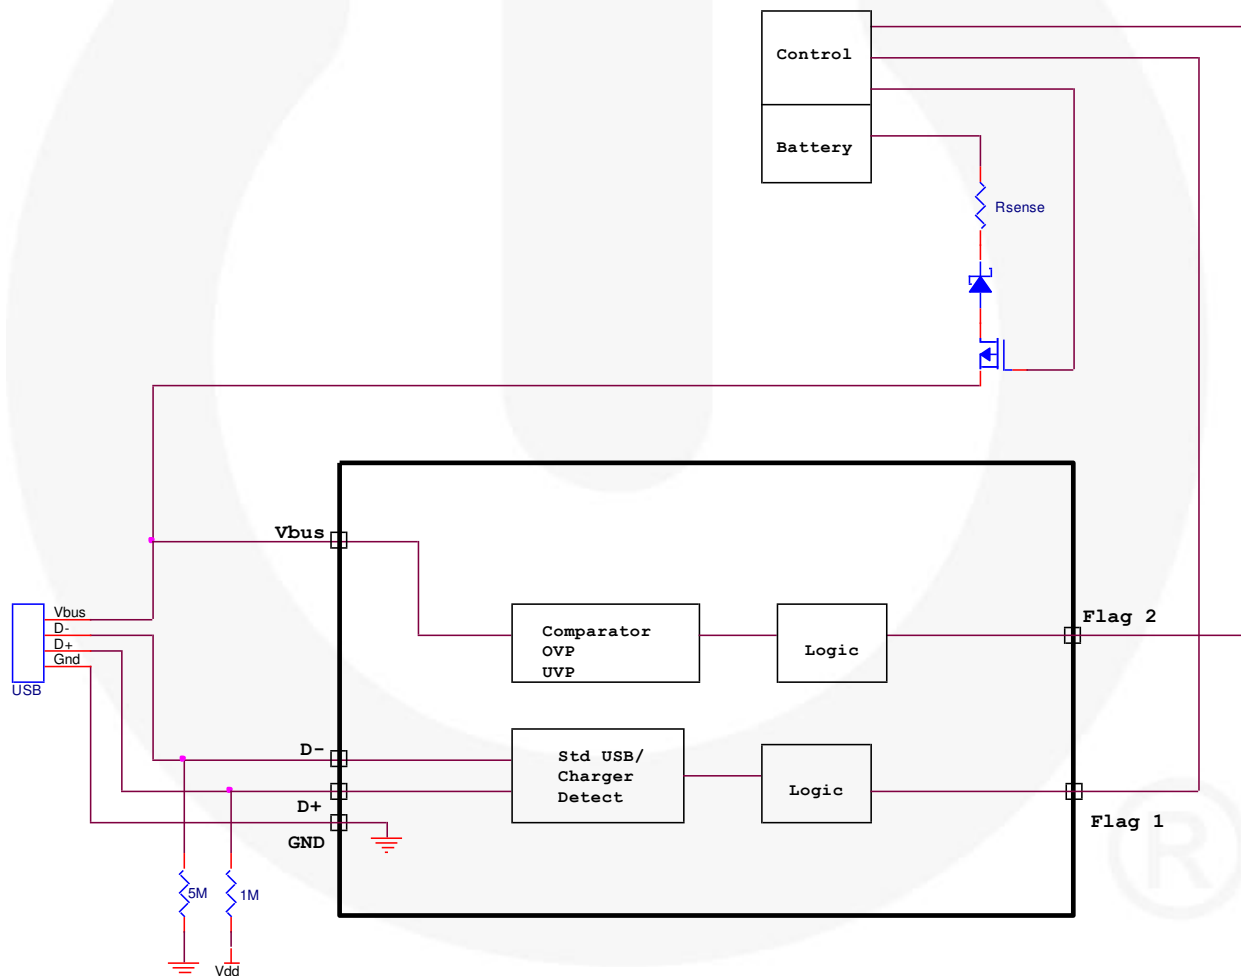 Control
Battery
Rsense
Vbus
Vbus
D-
D+
Gnd
USB
Comparator
OVP
UVP
Logic
Flag 2
D-
D+
GND
Std USB/
Charger
Detect
Logic
Flag 1
5M
1M
Vdd
®